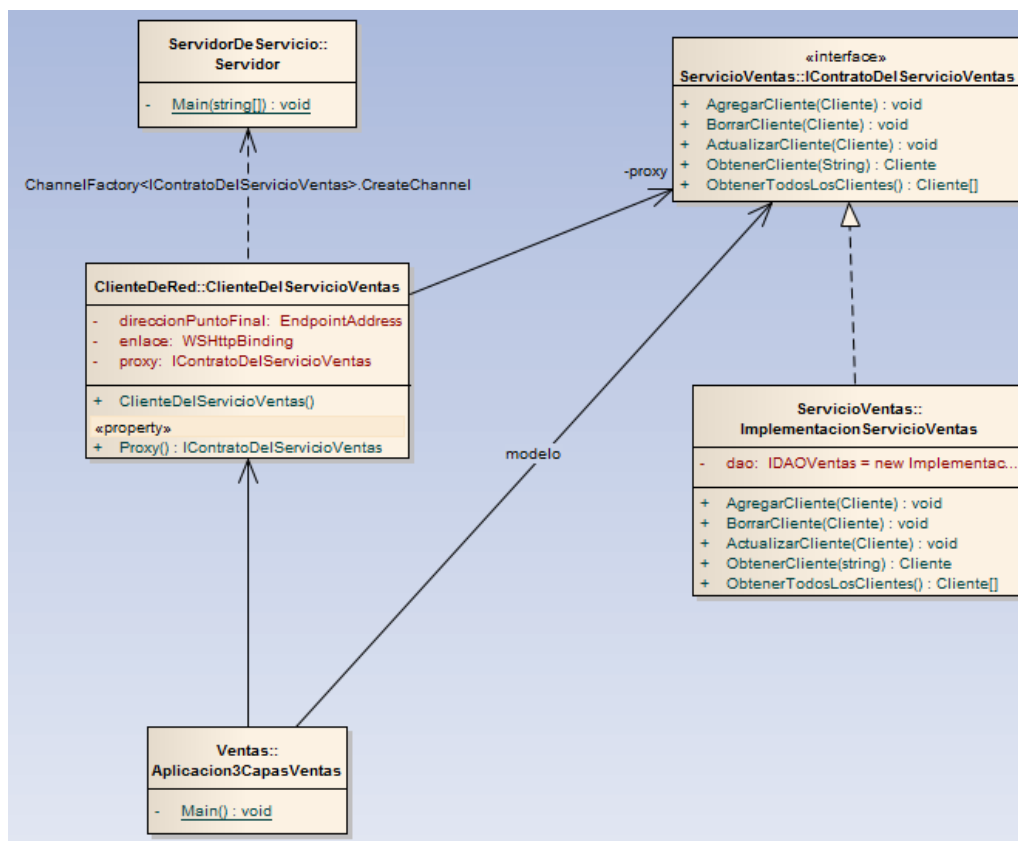 ServidorDeServicio::
Servidor
- Main(string[]) : void
ChannelFactory<IContratoDelServicioVentas>.CreateChannel
«interface»
ServicioVentas::IContratoDelServicioVentas
+ AgregarCliente(Cliente) : void
+ BorrarCliente(Cliente) : void
+ ActualizarCliente(Cliente) : void
+ ObtenerCliente(String) : Cliente
+ ObtenerTodosLosClientes() : Cliente[]
-proxy
ClienteDeRed::ClienteDelServicioVentas
- direccionPuntoFinal: EndpointAddress
- enlace: WSHttpBinding
- proxy: IContratoDelServicioVentas
+ ClienteDelServicioVentas()
«property»
+ Proxy() : IContratoDelServicioVentas
modelo
ServicioVentas::
ImplementacionServicioVentas
- dao: IDAOVentas = new Implementac...
+ AgregarCliente(Cliente) : void
+ BorrarCliente(Cliente) : void
+ ActualizarCliente(Cliente) : void
+ ObtenerCliente(string) : Cliente
+ ObtenerTodosLosClientes() : Cliente[]
Ventas::
Aplicacion3CapasVentas
- Main() : void